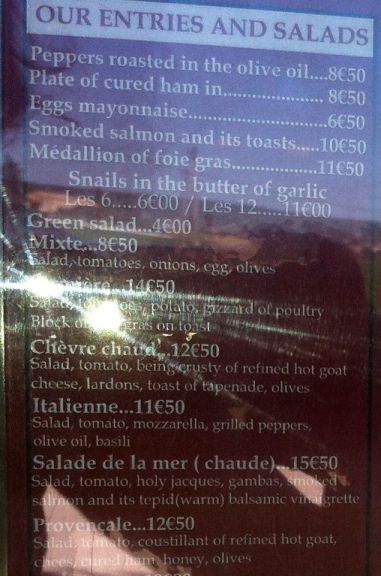 OUR ENTRIES AND SALADS
Peppers roasted in the olive oil....8€50
Plate of cured ham in..................... 8€50
Eggs mayonnaise.........................6€50
Smoked salmon and its toasts.....10€50
Médallion of foie gras.................11€50
Snails in the butter of garlic
Les 6.....6€00 / Les 12.....11€00
Green salad...4€00
Mixte...8€50
Salad, tomatoes, onions, egg, olives
14€50
Salad, potato, gizzard of poultry
Block gras on toast
Chèvre chaud...12€50
Salad, tomato, being crusty of refined hot goat
cheese, lardons, toast of tapenade, olives
Italienne...11€50
Salad, tomato, mozzarella, grilled peppers,
olive oil, basili
Salade de la mer ( chaude)...15€50
Salad, tomato, holy jacques, gambas, smoked
salmon and its tepid(warm) balsamic vinaigrette
Provençale...12€50
Salad, tomato, coustillant of refined hot goat,
chees, cured ham, honey, olives